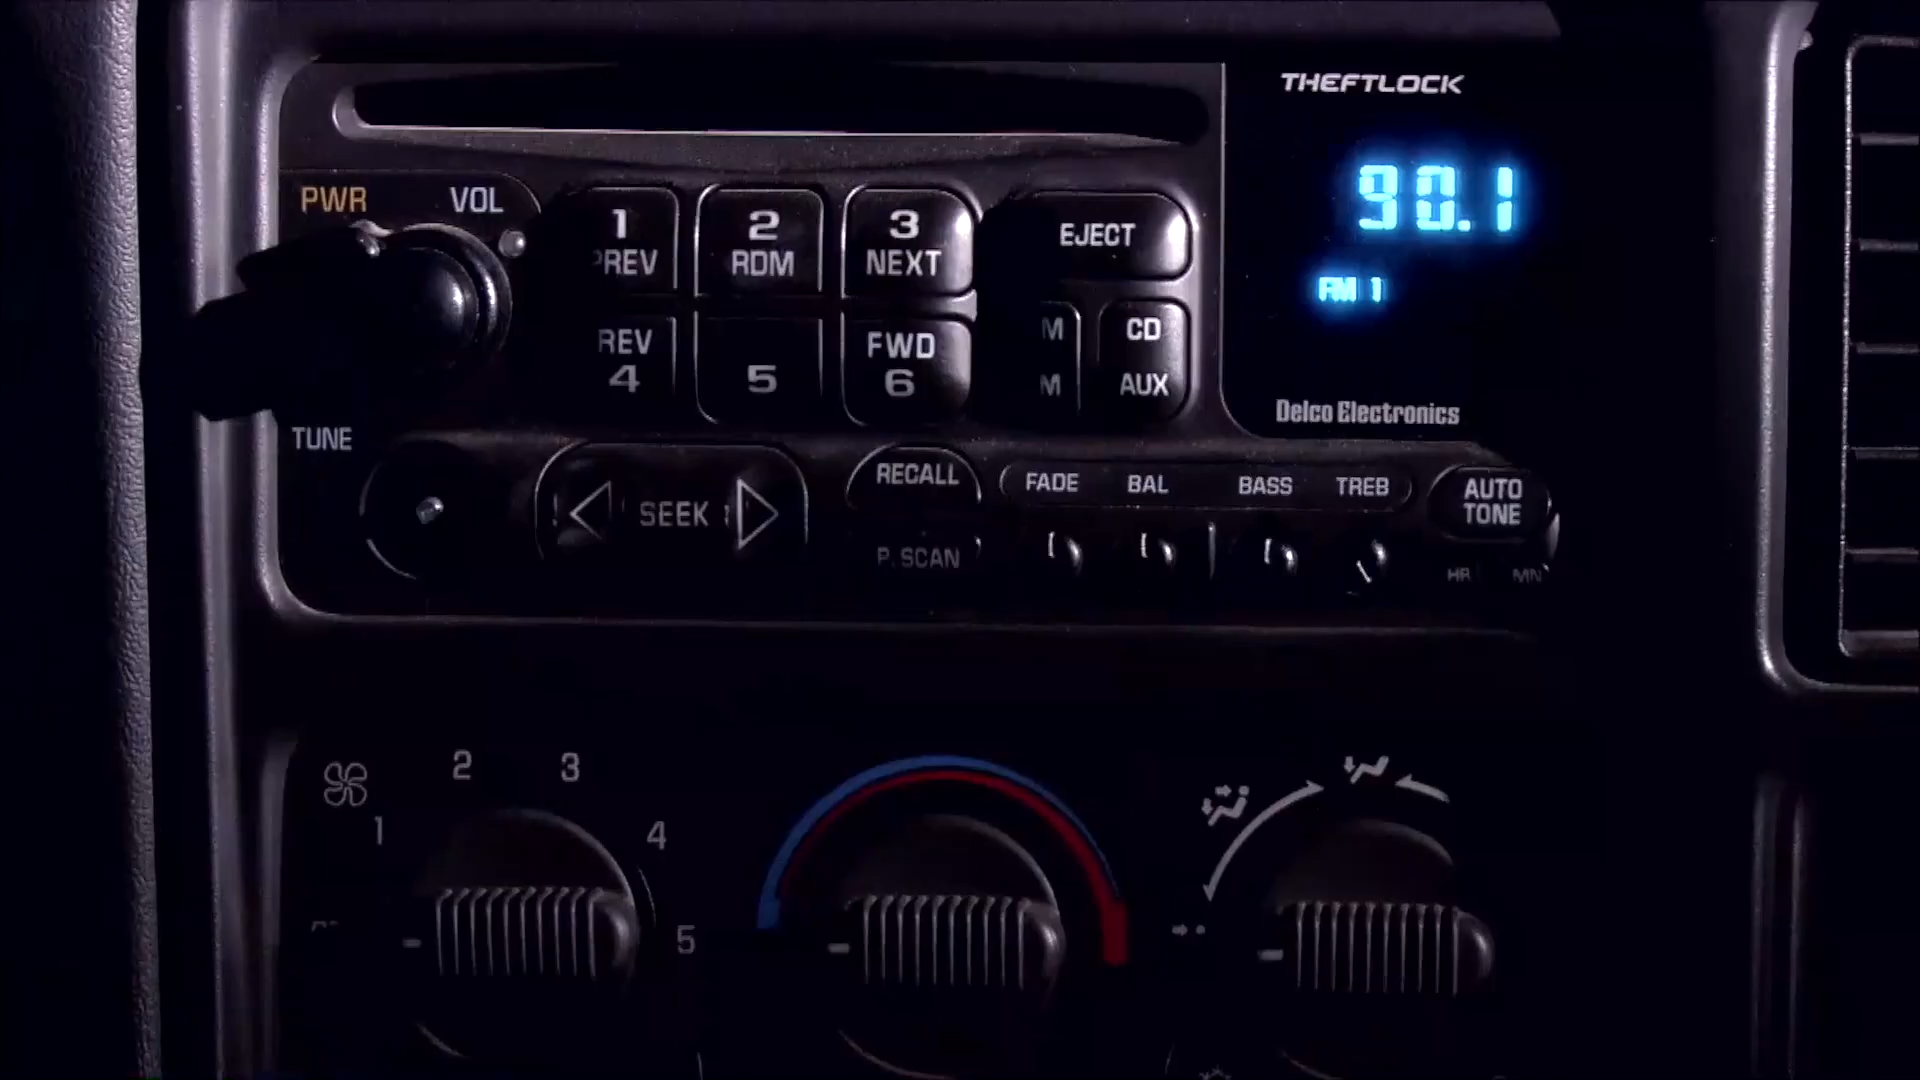 THEFTLOCK
90.1
FM 1
PWR VOL
1 2 3 EJECT
PREV RDM NEXT
REV 5 FWD
4 6
M CD
M AUX
Delco Electronics
TUNE
SEEK
RECALL
P.SCAN
FADE BAL BASS TREB
AUTO
TONE
HR MN
1 2 3 4 5